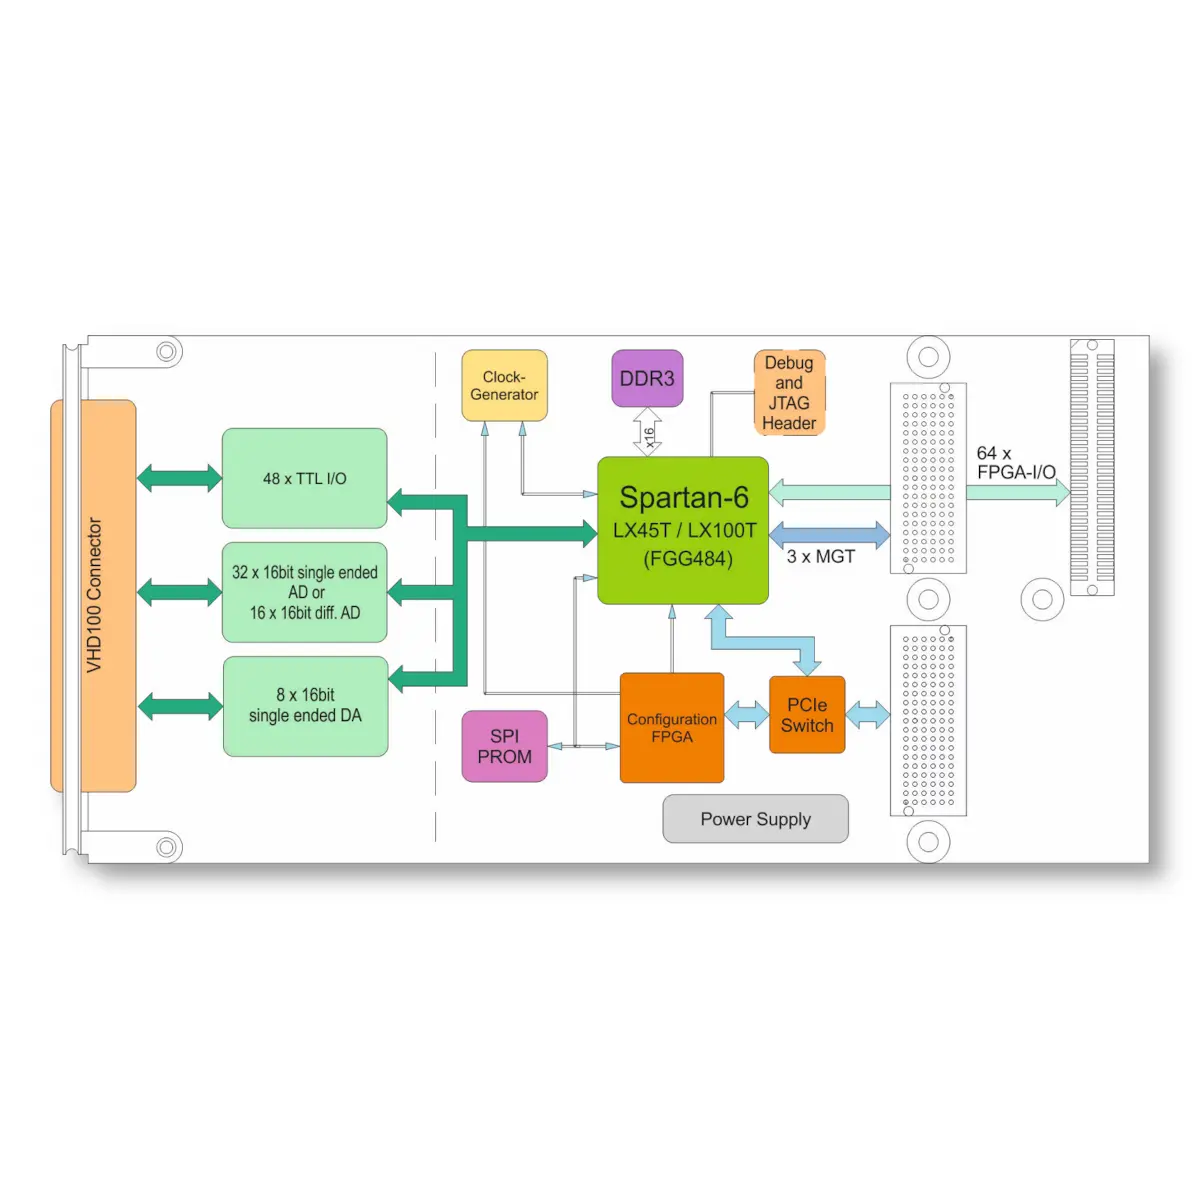 VHD100 Connector
48 x TTL I/O
32 x 16bit single ended
AD or
16 x 16bit diff. AD
8 x 16bit
single ended DA
Clock-
Generator
DDR3
x16
Debug
and
JTAG
Header
Spartan-6
LX45T / LX100T
(FGG484)
64 x
FPGA-I/O
3 x MGT
SPI
PROM
Configuration
FPGA
PCIe
Switch
Power Supply